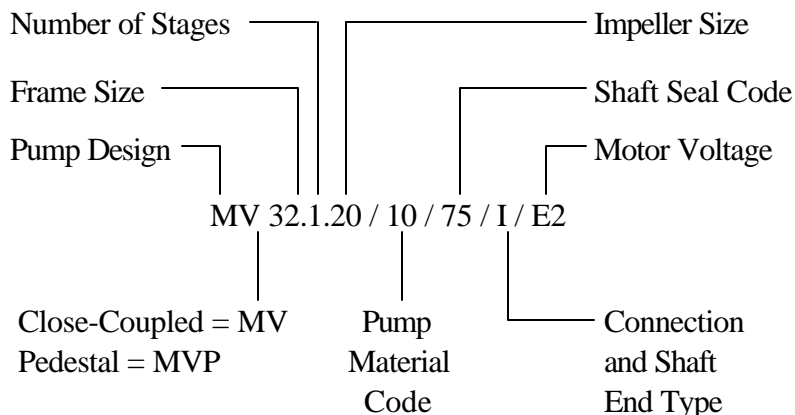 Number of Stages
Impeller Size
Frame Size
Shaft Seal Code
Pump Design
Motor Voltage
MV 32.1.20 / 10 / 75 / I / E2
Close-Coupled = MV
Pedestal = MVP
Pump
Material
Code
Connection
and Shaft
End Type